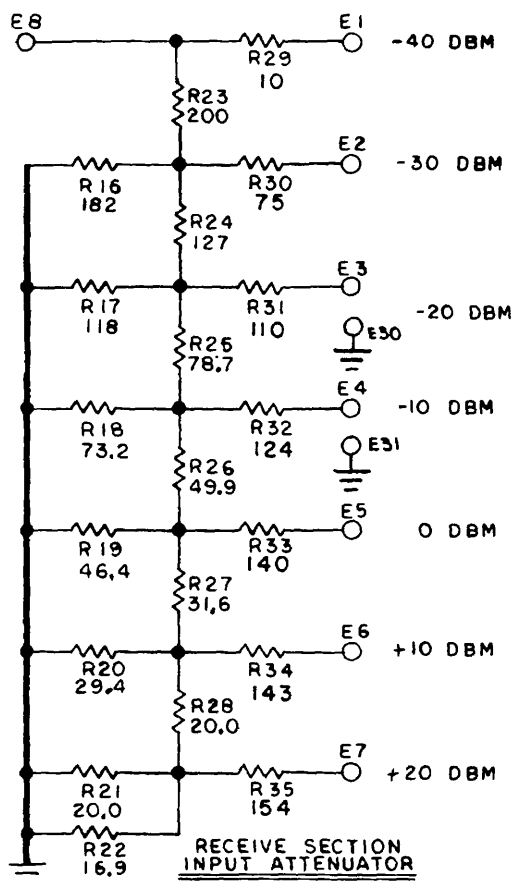 E8
E1
-40 DBM
R29
10
R23
200
E2
-30 DBM
R16
182
R30
75
R24
127
E3
R17
118
R31
110
-20 DBM
E30
R25
78.7
E4
-10 DBM
R18
73.2
R32
124
E31
R26
49.9
E5
0 DBM
R19
46.4
R33
140
R27
31.6
E6
+10 DBM
R20
29.4
R34
143
R28
20.0
E7
+20 DBM
R21
20.0
R35
154
R22
16.9
RECEIVE SECTION
INPUT ATTENUATOR